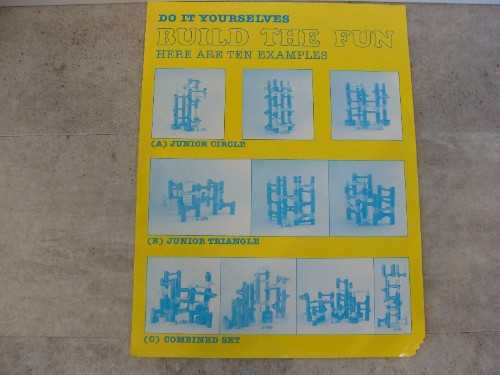 DO IT YOURSELVES
BUILD THE FUN
HERE ARE TEN EXAMPLES
(A) JUNIOR CIRCLE
(B) JUNIOR TRIANGLE
(C) COMBINED SET